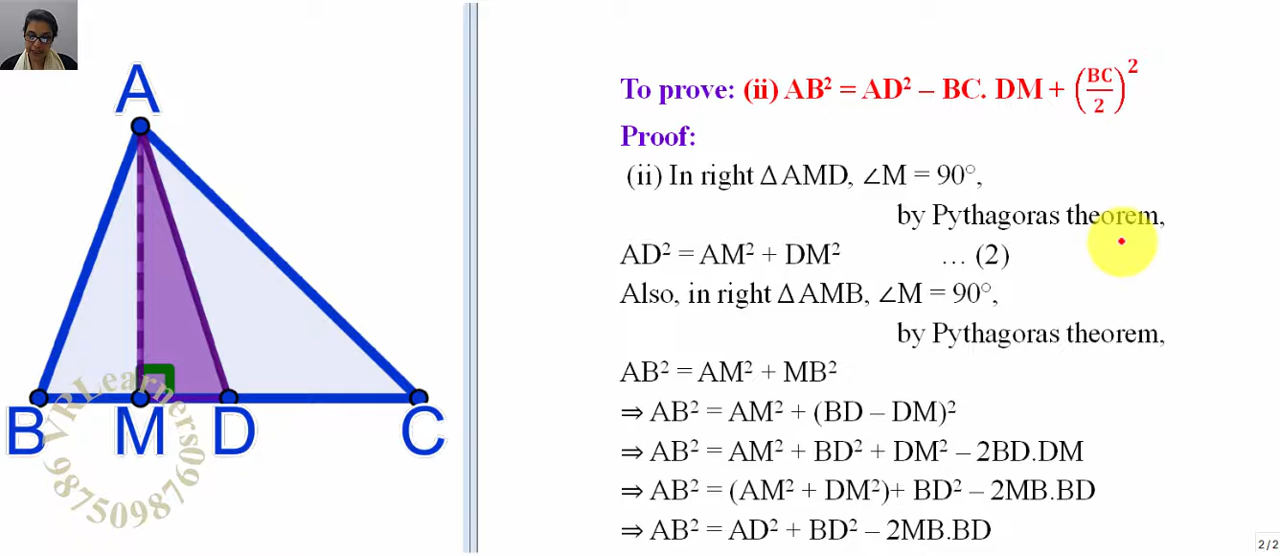 A
B M D C
VRLearners05
9875098760
To prove: (ii) AB² = AD² – BC. DM + (BC/2)²
Proof:
(ii) In right Δ AMD, ∠M = 90°,
by Pythagoras theorem,
AD² = AM² + DM² … (2)
Also, in right Δ AMB, ∠M = 90°,
by Pythagoras theorem,
AB² = AM² + MB²
⇒ AB² = AM² + (BD – DM)²
⇒ AB² = AM² + BD² + DM² – 2BD.DM
⇒ AB² = (AM² + DM²)+ BD² – 2MB.BD
⇒ AB² = AD² + BD² – 2MB.BD
2/2